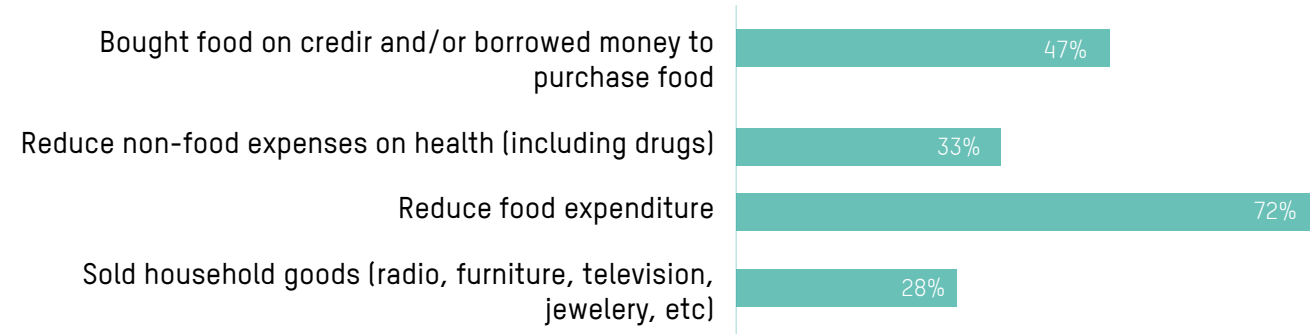 Bought food on credir and/or borrowed money to
purchase food
47%
Reduce non-food expenses on health (including drugs)
33%
Reduce food expenditure
72%
Sold household goods (radio, furniture, television,
jewelery, etc)
28%